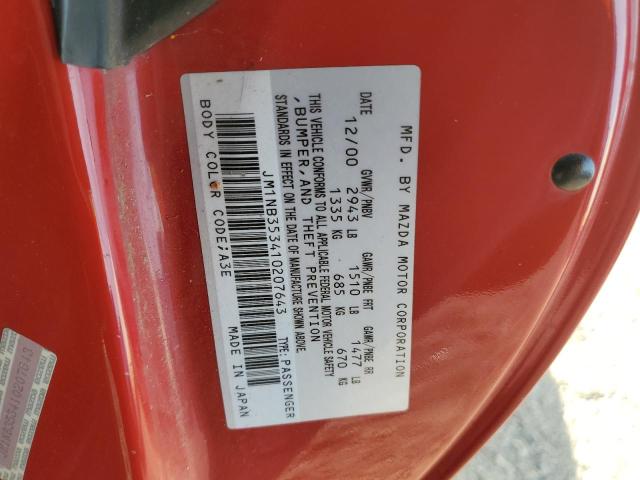 MFD. BY MAZDA MOTOR CORPORATION
DATE GVWR/PNBV GAWR/PNBE FRT GAWR/PNBE RR
12/00 2943 LB 1510 LB 1477 LB
1335 KG 685 KG 670 KG
THIS VEHICLE CONFORMS TO ALL APPLICABLE FEDERAL MOTOR VEHICLE SAFETY
, BUMPER, AND THEFT PREVENTION
STANDARDS IN EFFECT ON THE DATE OF MANUFACTURE SHOWN ABOVE.
JM1NB353410207643 TYPE: PASSENGER
BODY COLOR CODE/A3E MADE IN JAPAN